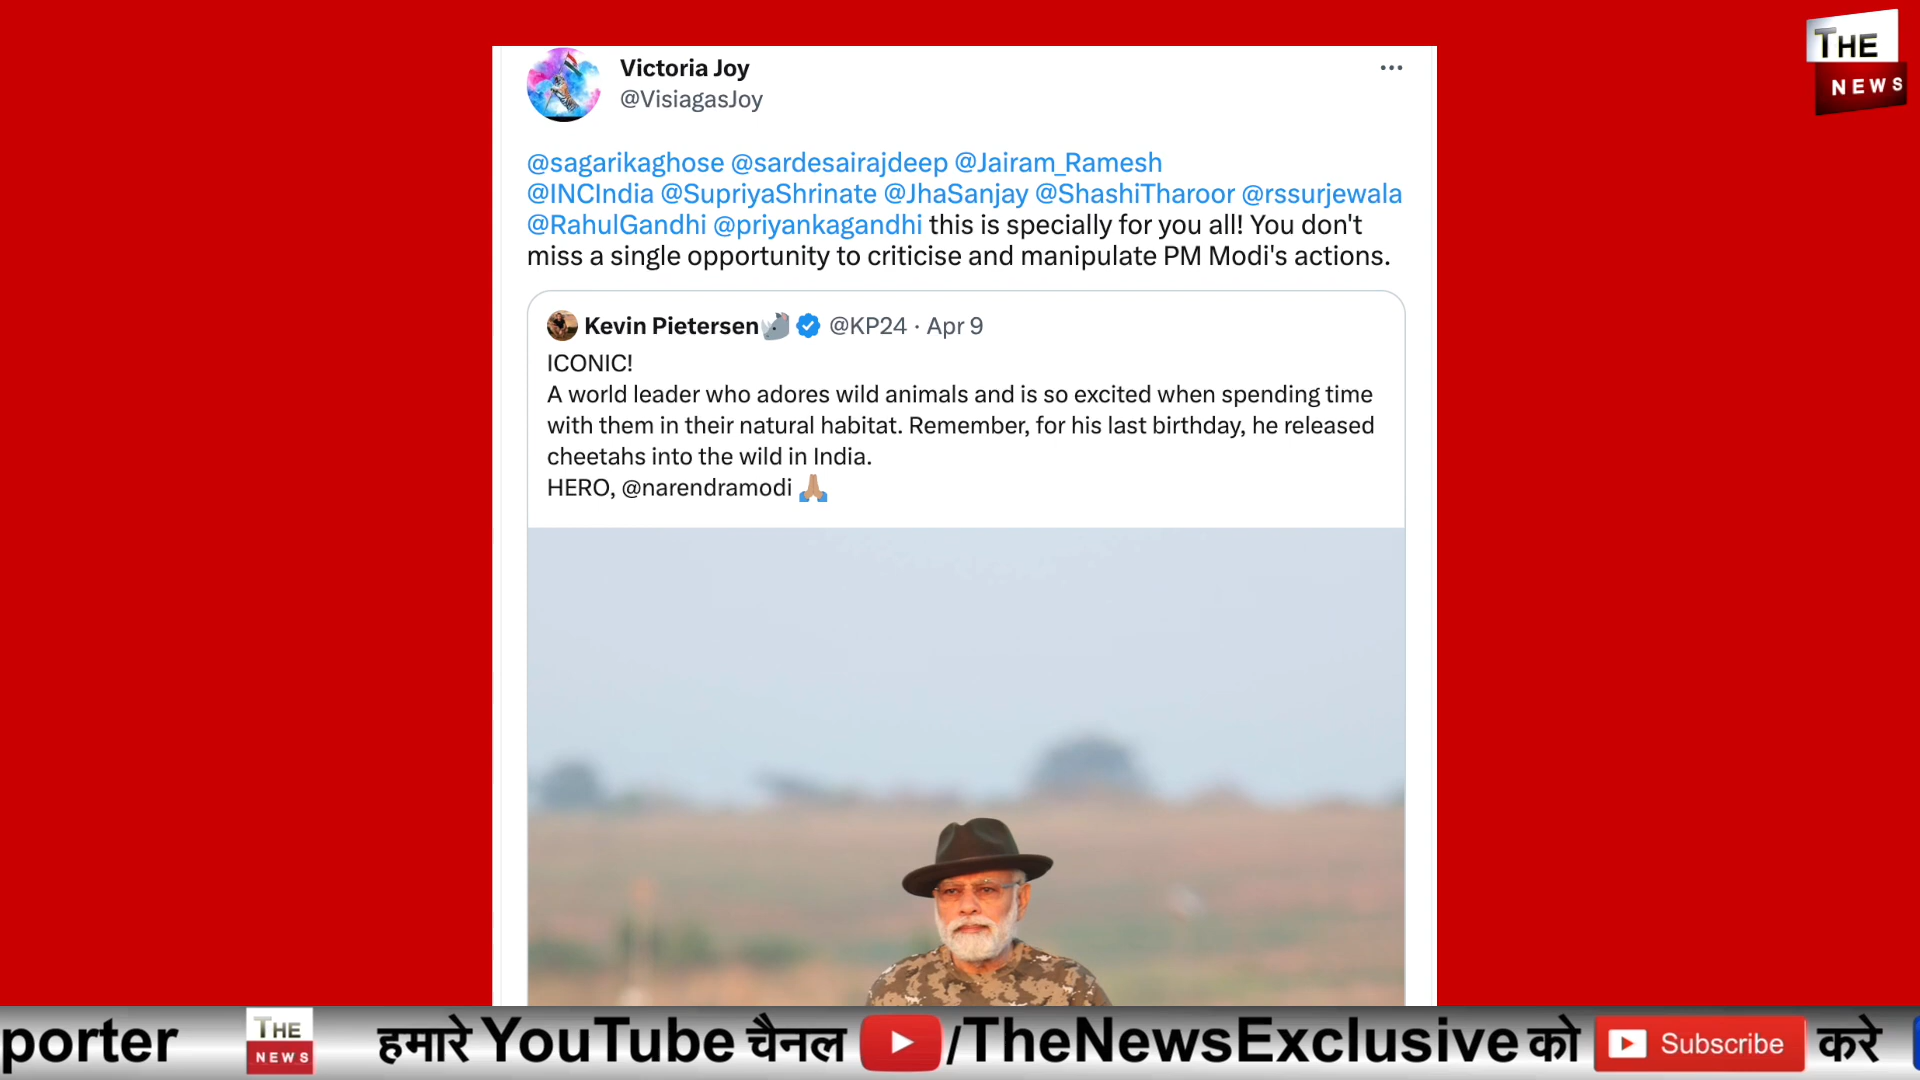 Victoria Joy
@VisiagasJoy
THE
NEWS
@sagarikaghose @sardesairajdeep @Jairam_Ramesh
@INCIndia @SupriyaShrinate @JhaSanjay @ShashiTharoor @rssurjewala
@RahulGandhi @priyankagandhi this is specially for you all! You don't
miss a single opportunity to criticise and manipulate PM Modi's actions.
Kevin Pietersen🦏 @KP24 · Apr 9
ICONIC!
A world leader who adores wild animals and is so excited when spending time
with them in their natural habitat. Remember, for his last birthday, he released
cheetahs into the wild in India.
HERO, @narendramodi 🙏🏽
porter THE NEWS हमारे YouTube चैनल /TheNewsExclusive को Subscribe करे